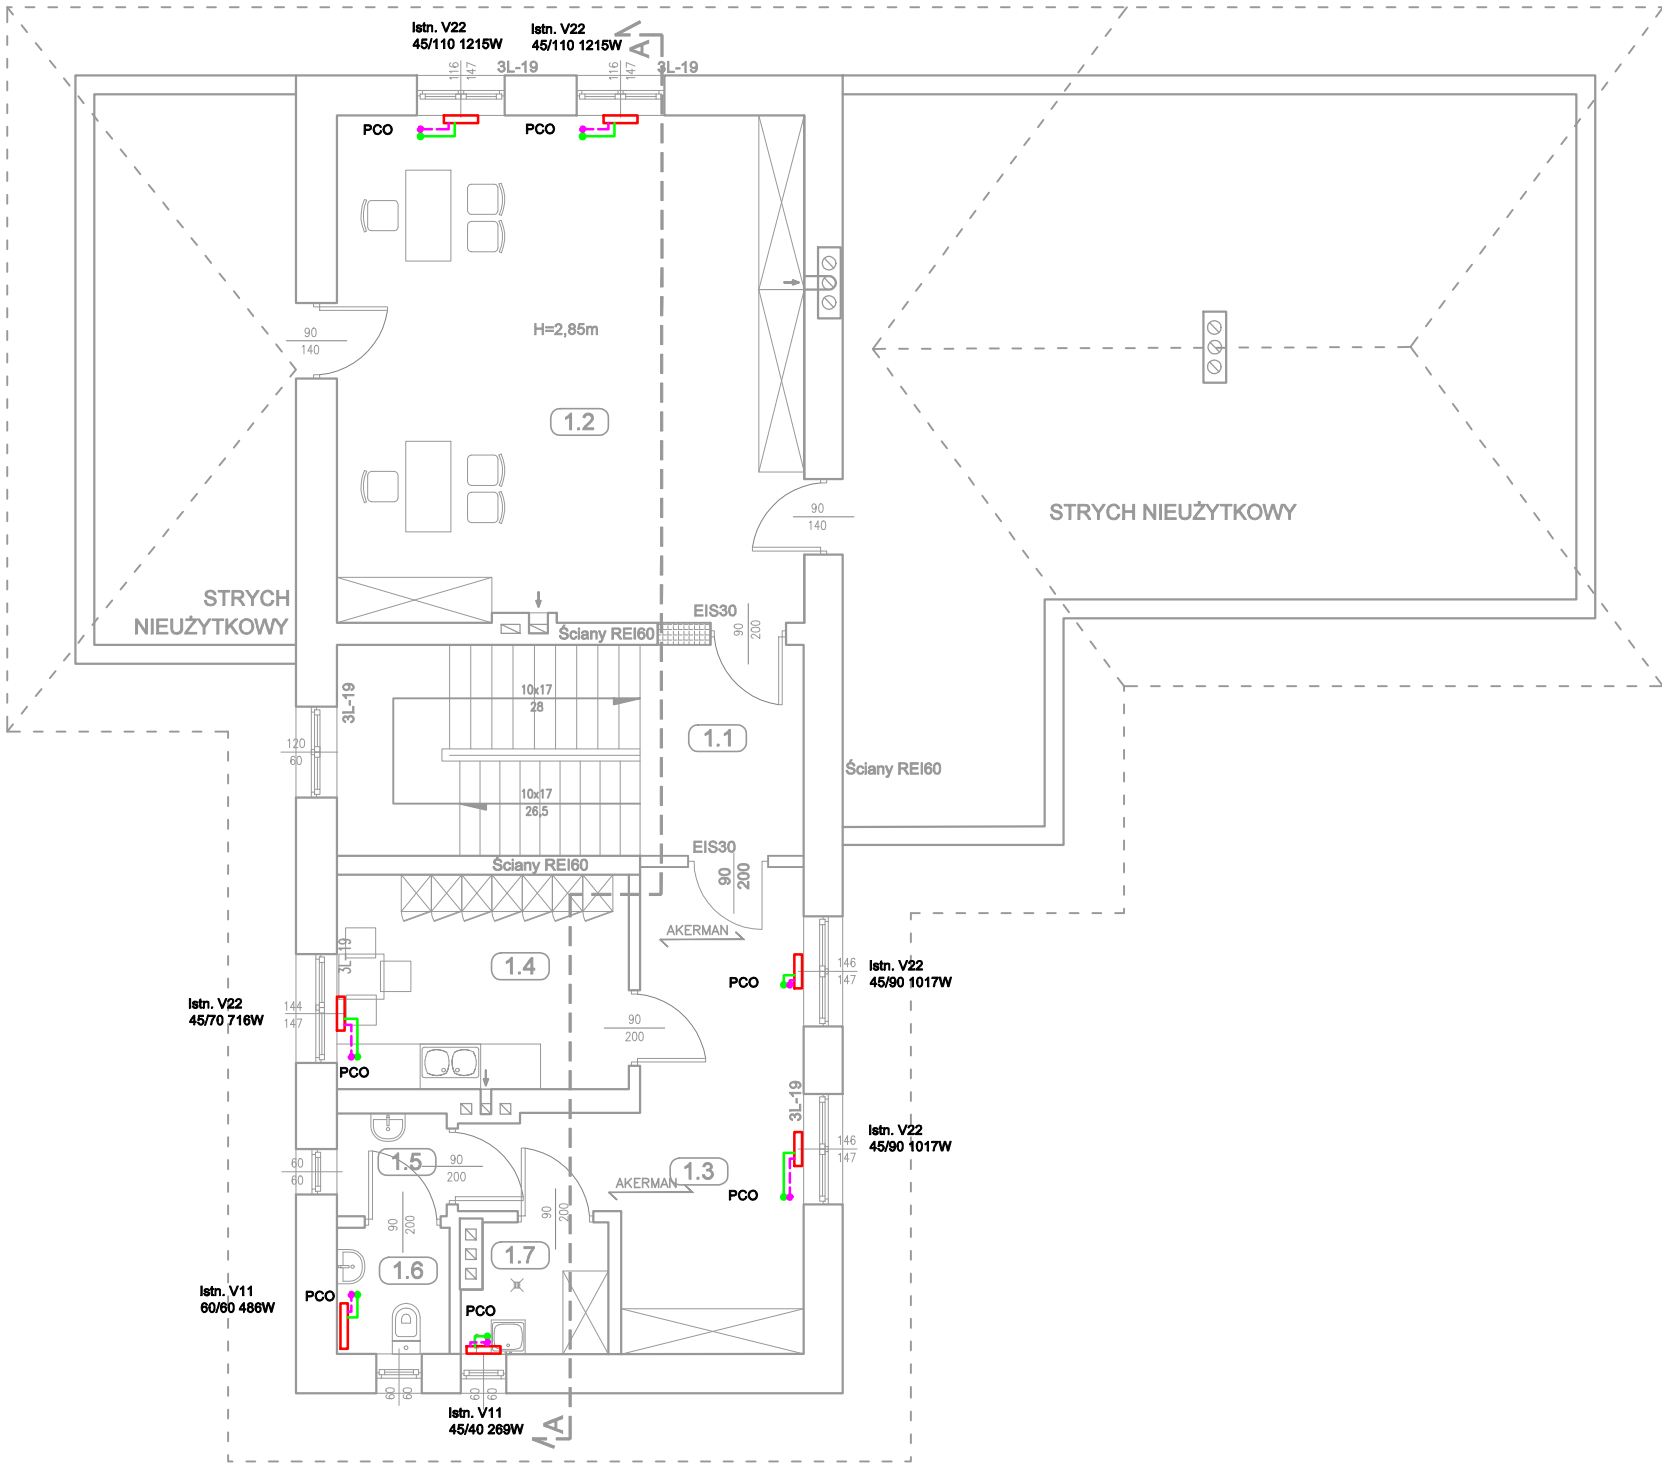 Istn. V22
45/110 1215W
Istn. V22
45/110 1215W
A
3L-19
3L-19
116
147
116
147
PCO
PCO
90
140
H=2,85m
1.2
90
140
STRYCH NIEUŻYTKOWY
STRYCH
NIEUŻYTKOWY
EIS30
90
200
Ściany REI60
3L-19
10x17
28
1.1
120
60
Ściany REI60
10x17
26,5
EIS30
90
200
Ściany REI60
AKERMAN
3L-19
1.4
146
147
Istn. V22
45/90 1017W
PCO
Istn. V22
45/70 716W
144
147
90
200
PCO
3L-19
Istn. V22
45/90 1017W
146
147
1.5
90
200
60
60
1.3
AKERMAN
PCO
90
200
90
200
1.7
1.6
Istn. V11
60/60 486W
PCO
PCO
60
60
60
60
Istn. V11
45/40 269W
A